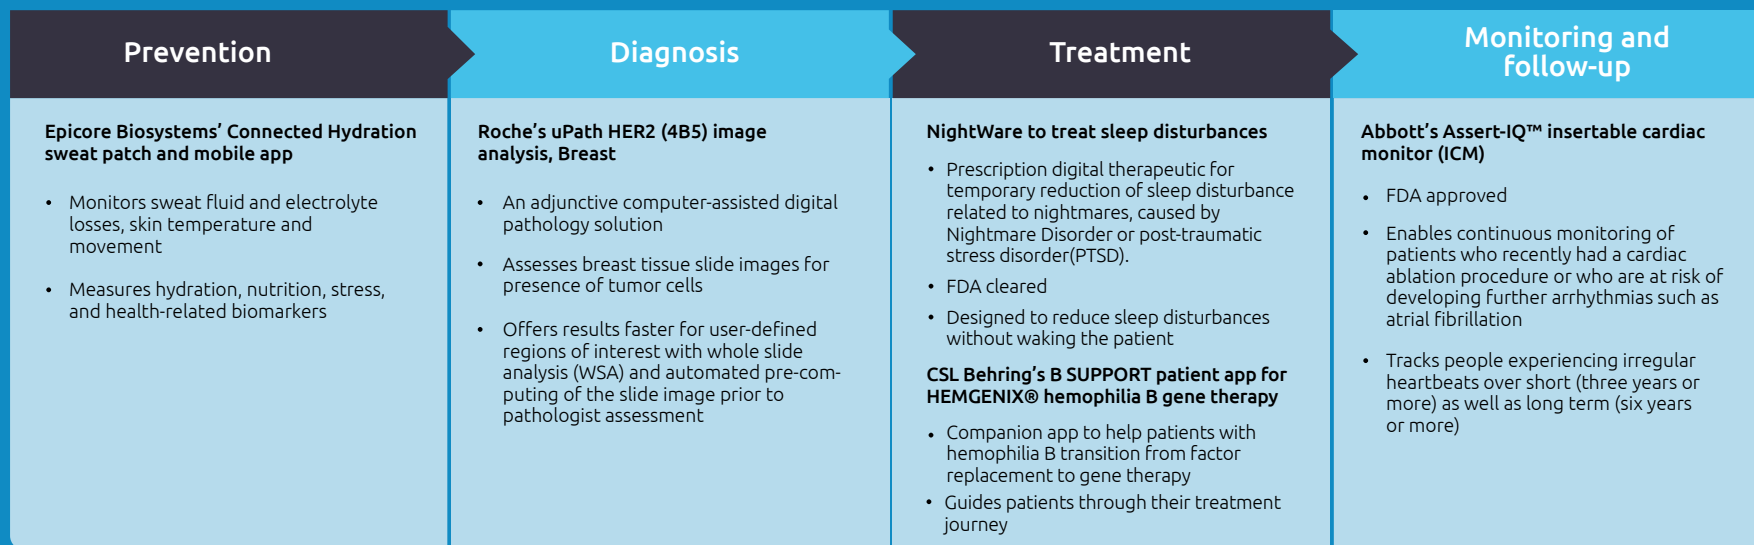 Prevention
Epicore Biosystems’ Connected Hydration
sweat patch and mobile app
• Monitors sweat fluid and electrolyte
losses, skin temperature and
movement
• Measures hydration, nutrition, stress,
and health-related biomarkers
Diagnosis
Roche’s uPath HER2 (4B5) image
analysis, Breast
• An adjunctive computer-assisted digital
pathology solution
• Assesses breast tissue slide images for
presence of tumor cells
• Offers results faster for user-defined
regions of interest with whole slide
analysis (WSA) and automated pre-com-
puting of the slide image prior to
pathologist assessment
Treatment
NightWare to treat sleep disturbances
• Prescription digital therapeutic for
temporary reduction of sleep disturbance
related to nightmares, caused by
Nightmare Disorder or post-traumatic
stress disorder(PTSD).
• FDA cleared
• Designed to reduce sleep disturbances
without waking the patient
CSL Behring’s B SUPPORT patient app for
HEMGENIX® hemophilia B gene therapy
• Companion app to help patients with
hemophilia B transition from factor
replacement to gene therapy
• Guides patients through their treatment
journey
Monitoring and
follow-up
Abbott’s Assert-IQ™ insertable cardiac
monitor (ICM)
• FDA approved
• Enables continuous monitoring of
patients who recently had a cardiac
ablation procedure or who are at risk of
developing further arrhythmias such as
atrial fibrillation
• Tracks people experiencing irregular
heartbeats over short (three years or
more) as well as long term (six years
or more)